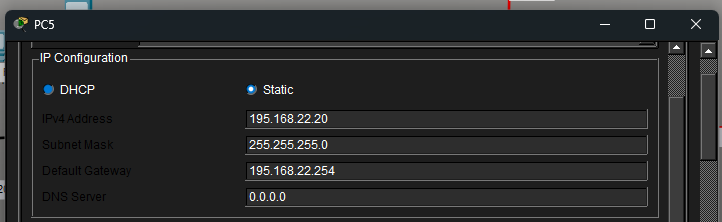 PC5
IP Configuration
DHCP
Static
IPv4 Address 195.168.22.20
Subnet Mask 255.255.255.0
Default Gateway 195.168.22.254
DNS Server 0.0.0.0